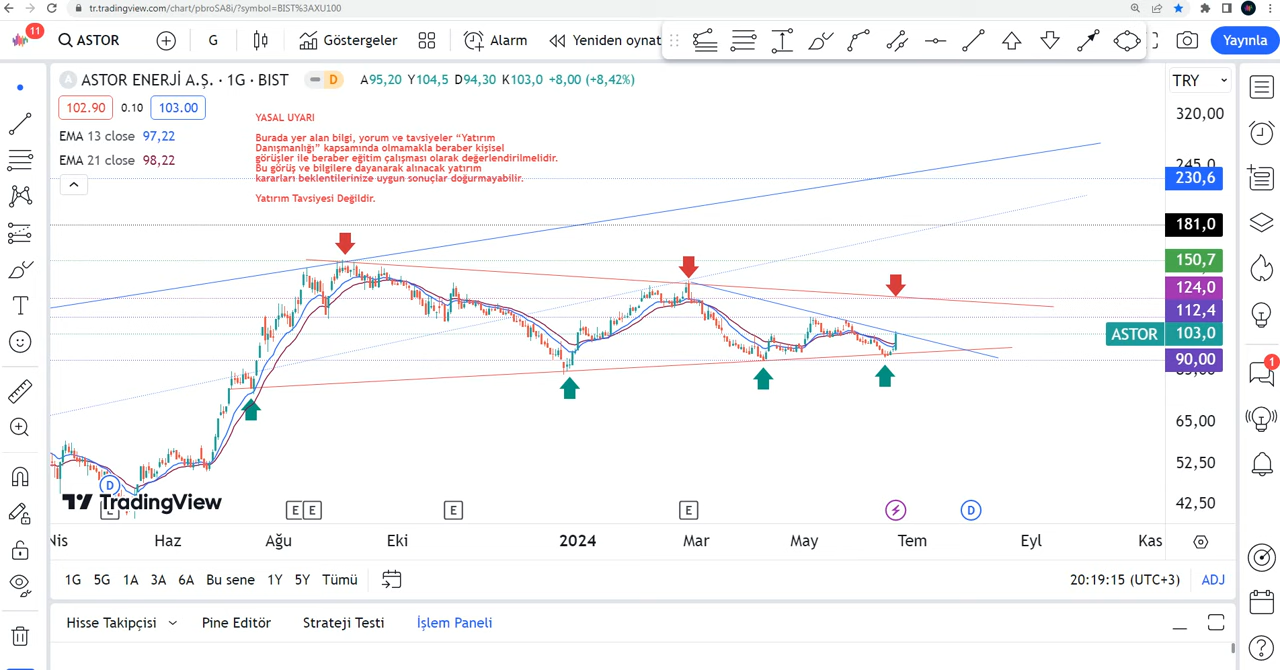 tr.tradingview.com/chart/pbroSA8i/?symbol=BIST%3AXU100
11
ASTOR
G
Göstergeler
Alarm
Yeniden oynat
Yayınla
A ASTOR ENERJİ A.Ş. · 1G · BIST
D
A95,20 Y104,5 D94,30 K103,0 +8,00 (+8,42%)
TRY
102.90 0.10 103.00
EMA 13 close 97,22
EMA 21 close 98,22
YASAL UYARI
Burada yer alan bilgi, yorum ve tavsiyeler “Yatırım
Danışmanlığı” kapsamında olmamakla beraber kişisel
görüşler ile beraber eğitim çalışması olarak değerlendirilmelidir.
Bu görüş ve bilgilere dayanarak alınacak yatırım
kararları beklentilerinize uygun sonuçlar doğurmayabilir.
Yatırım Tavsiyesi Değildir.
320,00
245,0
230,6
181,0
150,7
124,0
112,4
ASTOR 103,0
90,00
65,00
52,50
42,50
1
D
TradingView
E E E E D
Nis Haz Ağu Eki 2024 Mar May Tem Eyl Kas
1G 5G 1A 3A 6A Bu sene 1Y 5Y Tümü
20:19:15 (UTC+3) ADJ
Hisse Takipçisi Pine Editör Strateji Testi İşlem Paneli